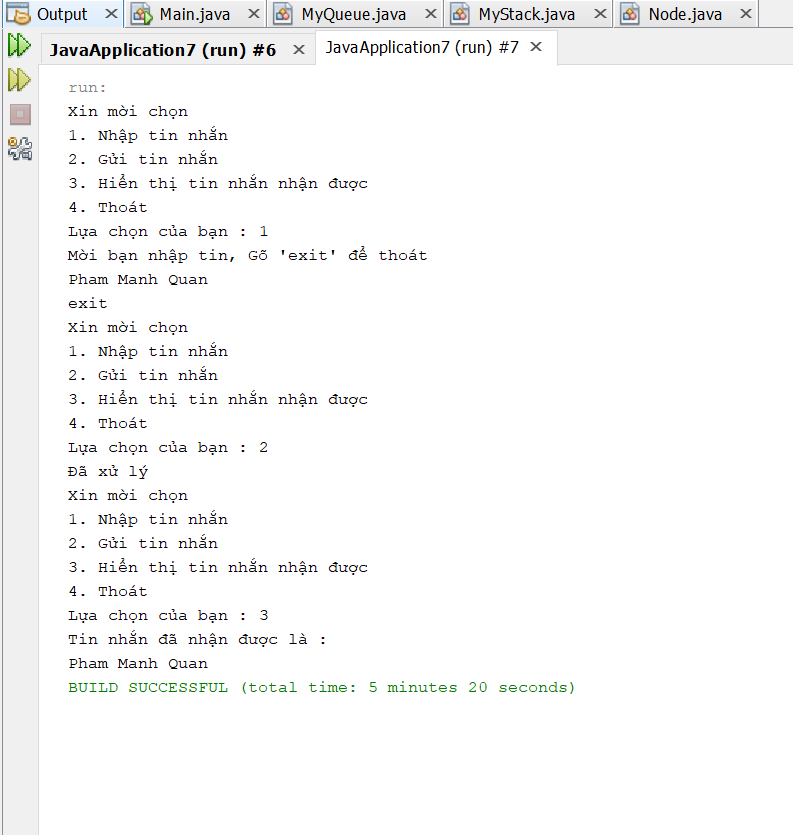 Output Main.java MyQueue.java MyStack.java Node.java
JavaApplication7 (run) #6 JavaApplication7 (run) #7
run:
Xin mời chọn
1. Nhập tin nhắn
2. Gửi tin nhắn
3. Hiển thị tin nhắn nhận được
4. Thoát
Lựa chọn của bạn : 1
Mời bạn nhập tin, Gõ 'exit' để thoát
Pham Manh Quan
exit
Xin mời chọn
1. Nhập tin nhắn
2. Gửi tin nhắn
3. Hiển thị tin nhắn nhận được
4. Thoát
Lựa chọn của bạn : 2
Đã xử lý
Xin mời chọn
1. Nhập tin nhắn
2. Gửi tin nhắn
3. Hiển thị tin nhắn nhận được
4. Thoát
Lựa chọn của bạn : 3
Tin nhắn đã nhận được là :
Pham Manh Quan
BUILD SUCCESSFUL (total time: 5 minutes 20 seconds)